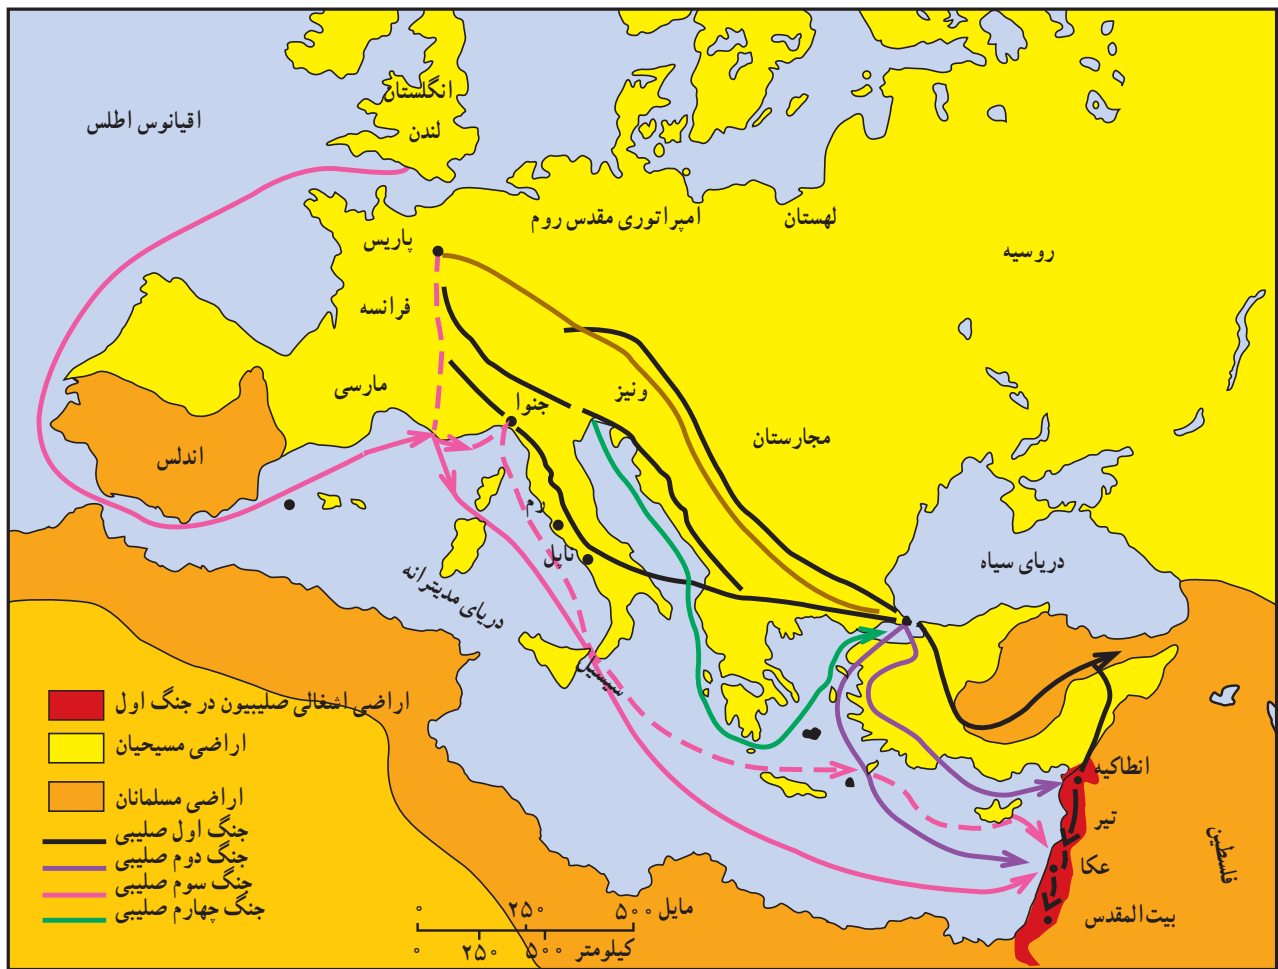 انگلستان
لندن
اقیانوس اطلس
پاریس
امپراتوری مقدس روم
لهستان
روسیه
فرانسه
مارسی
جنوا
ونیز
مجارستان
اندلس
رم
ناپل
دریای مدیترانه
دریای سیاه
سیسیل
انطاکیه
تیر
عکا
فلسطین
بیت المقدس
اراضی اشغالی صلیبیون در جنگ اول
اراضی مسیحیان
اراضی مسلمانان
جنگ اول صلیبی
جنگ دوم صلیبی
جنگ سوم صلیبی
جنگ چهارم صلیبی
۰ ۲۵۰ ۵۰۰ مایل
۰ ۲۵۰ ۵۰۰ کیلومتر